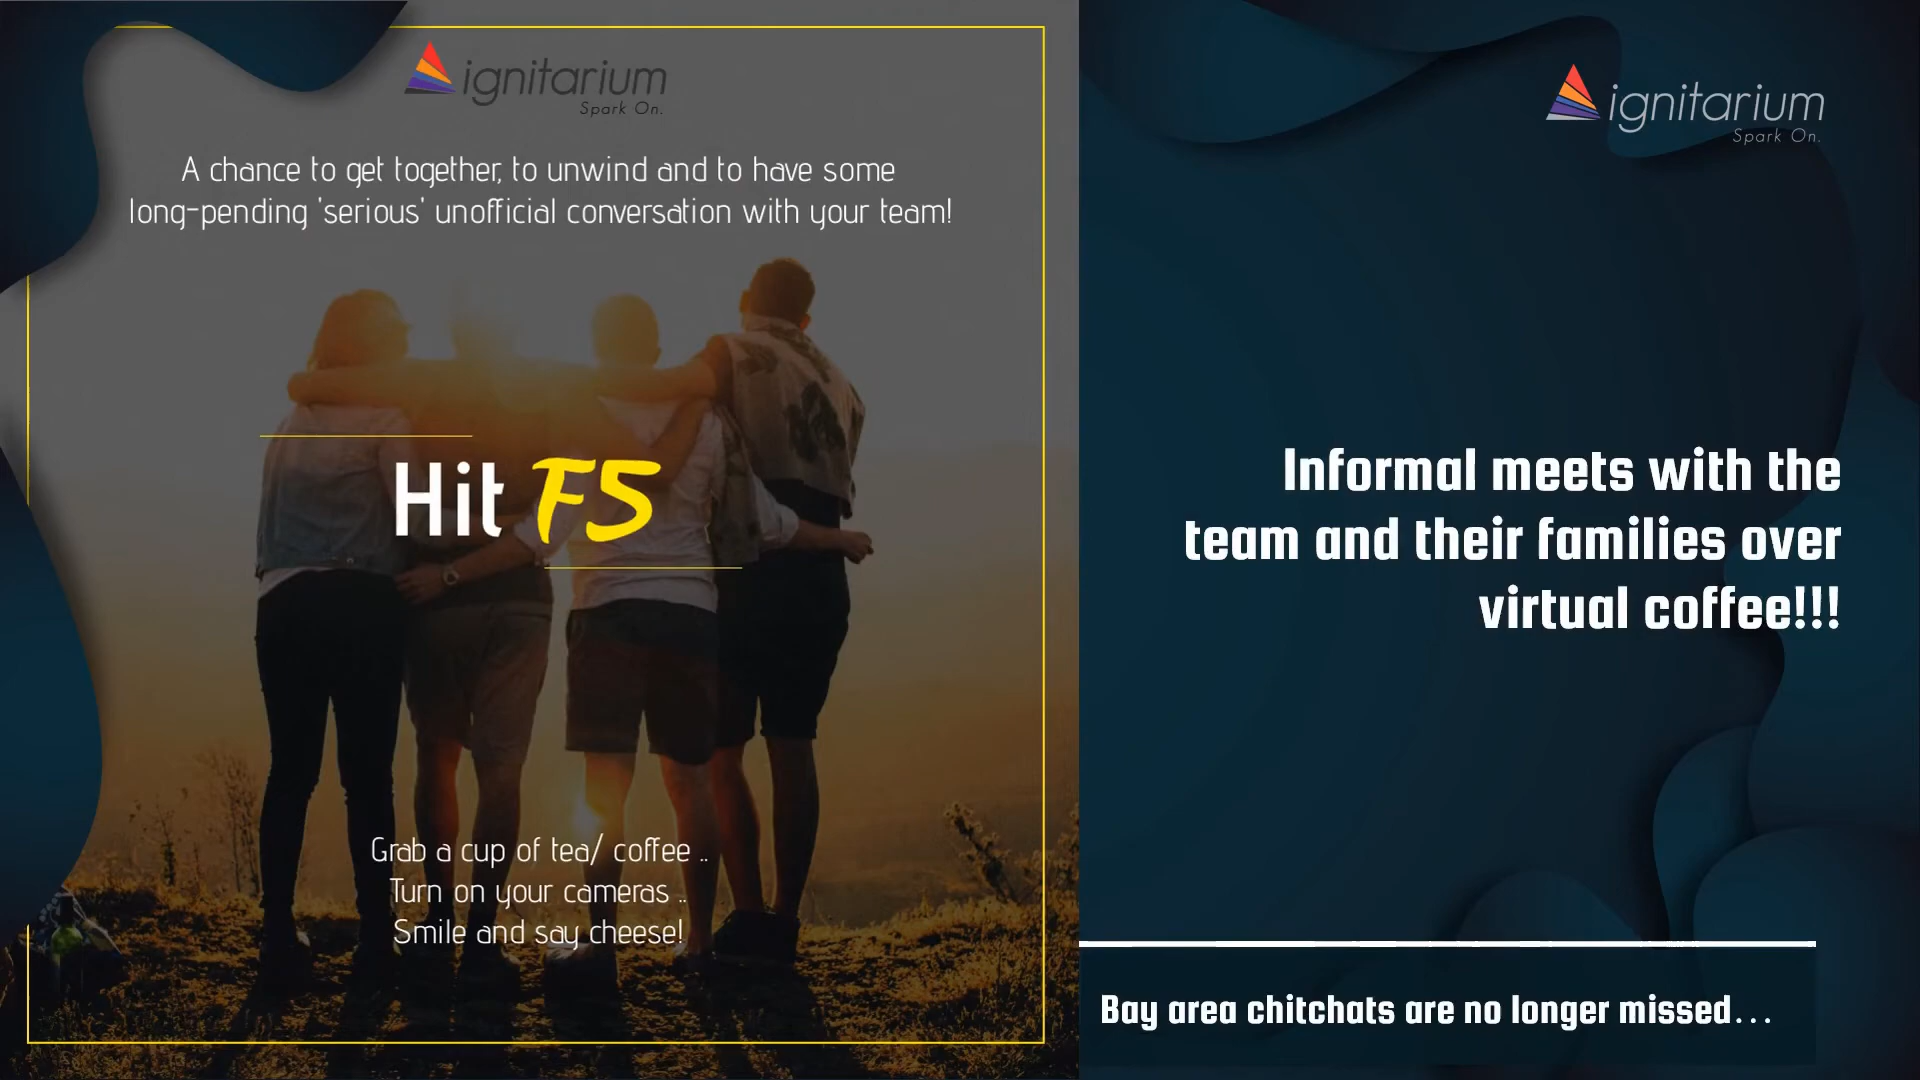 ignitarium
Spark On.
A chance to get together, to unwind and to have some
long-pending 'serious' unofficial conversation with your team!
Hit F5
Grab a cup of tea/ coffee ..
Turn on your cameras ..
Smile and say cheese!
ignitarium
Spark On.
Informal meets with the
team and their families over
virtual coffee!!!
Bay area chitchats are no longer missed...